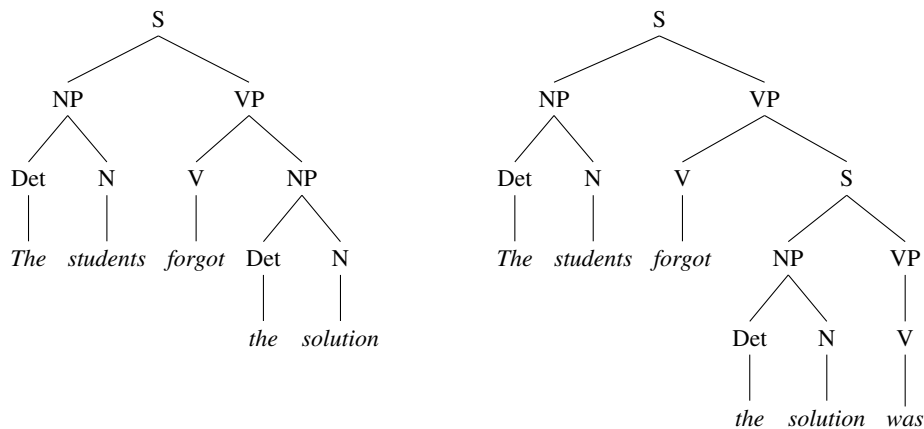 S
NP VP
Det N V NP
The students forgot Det N
the solution
S
NP VP
Det N V S
The students forgot NP VP
Det N V
the solution was